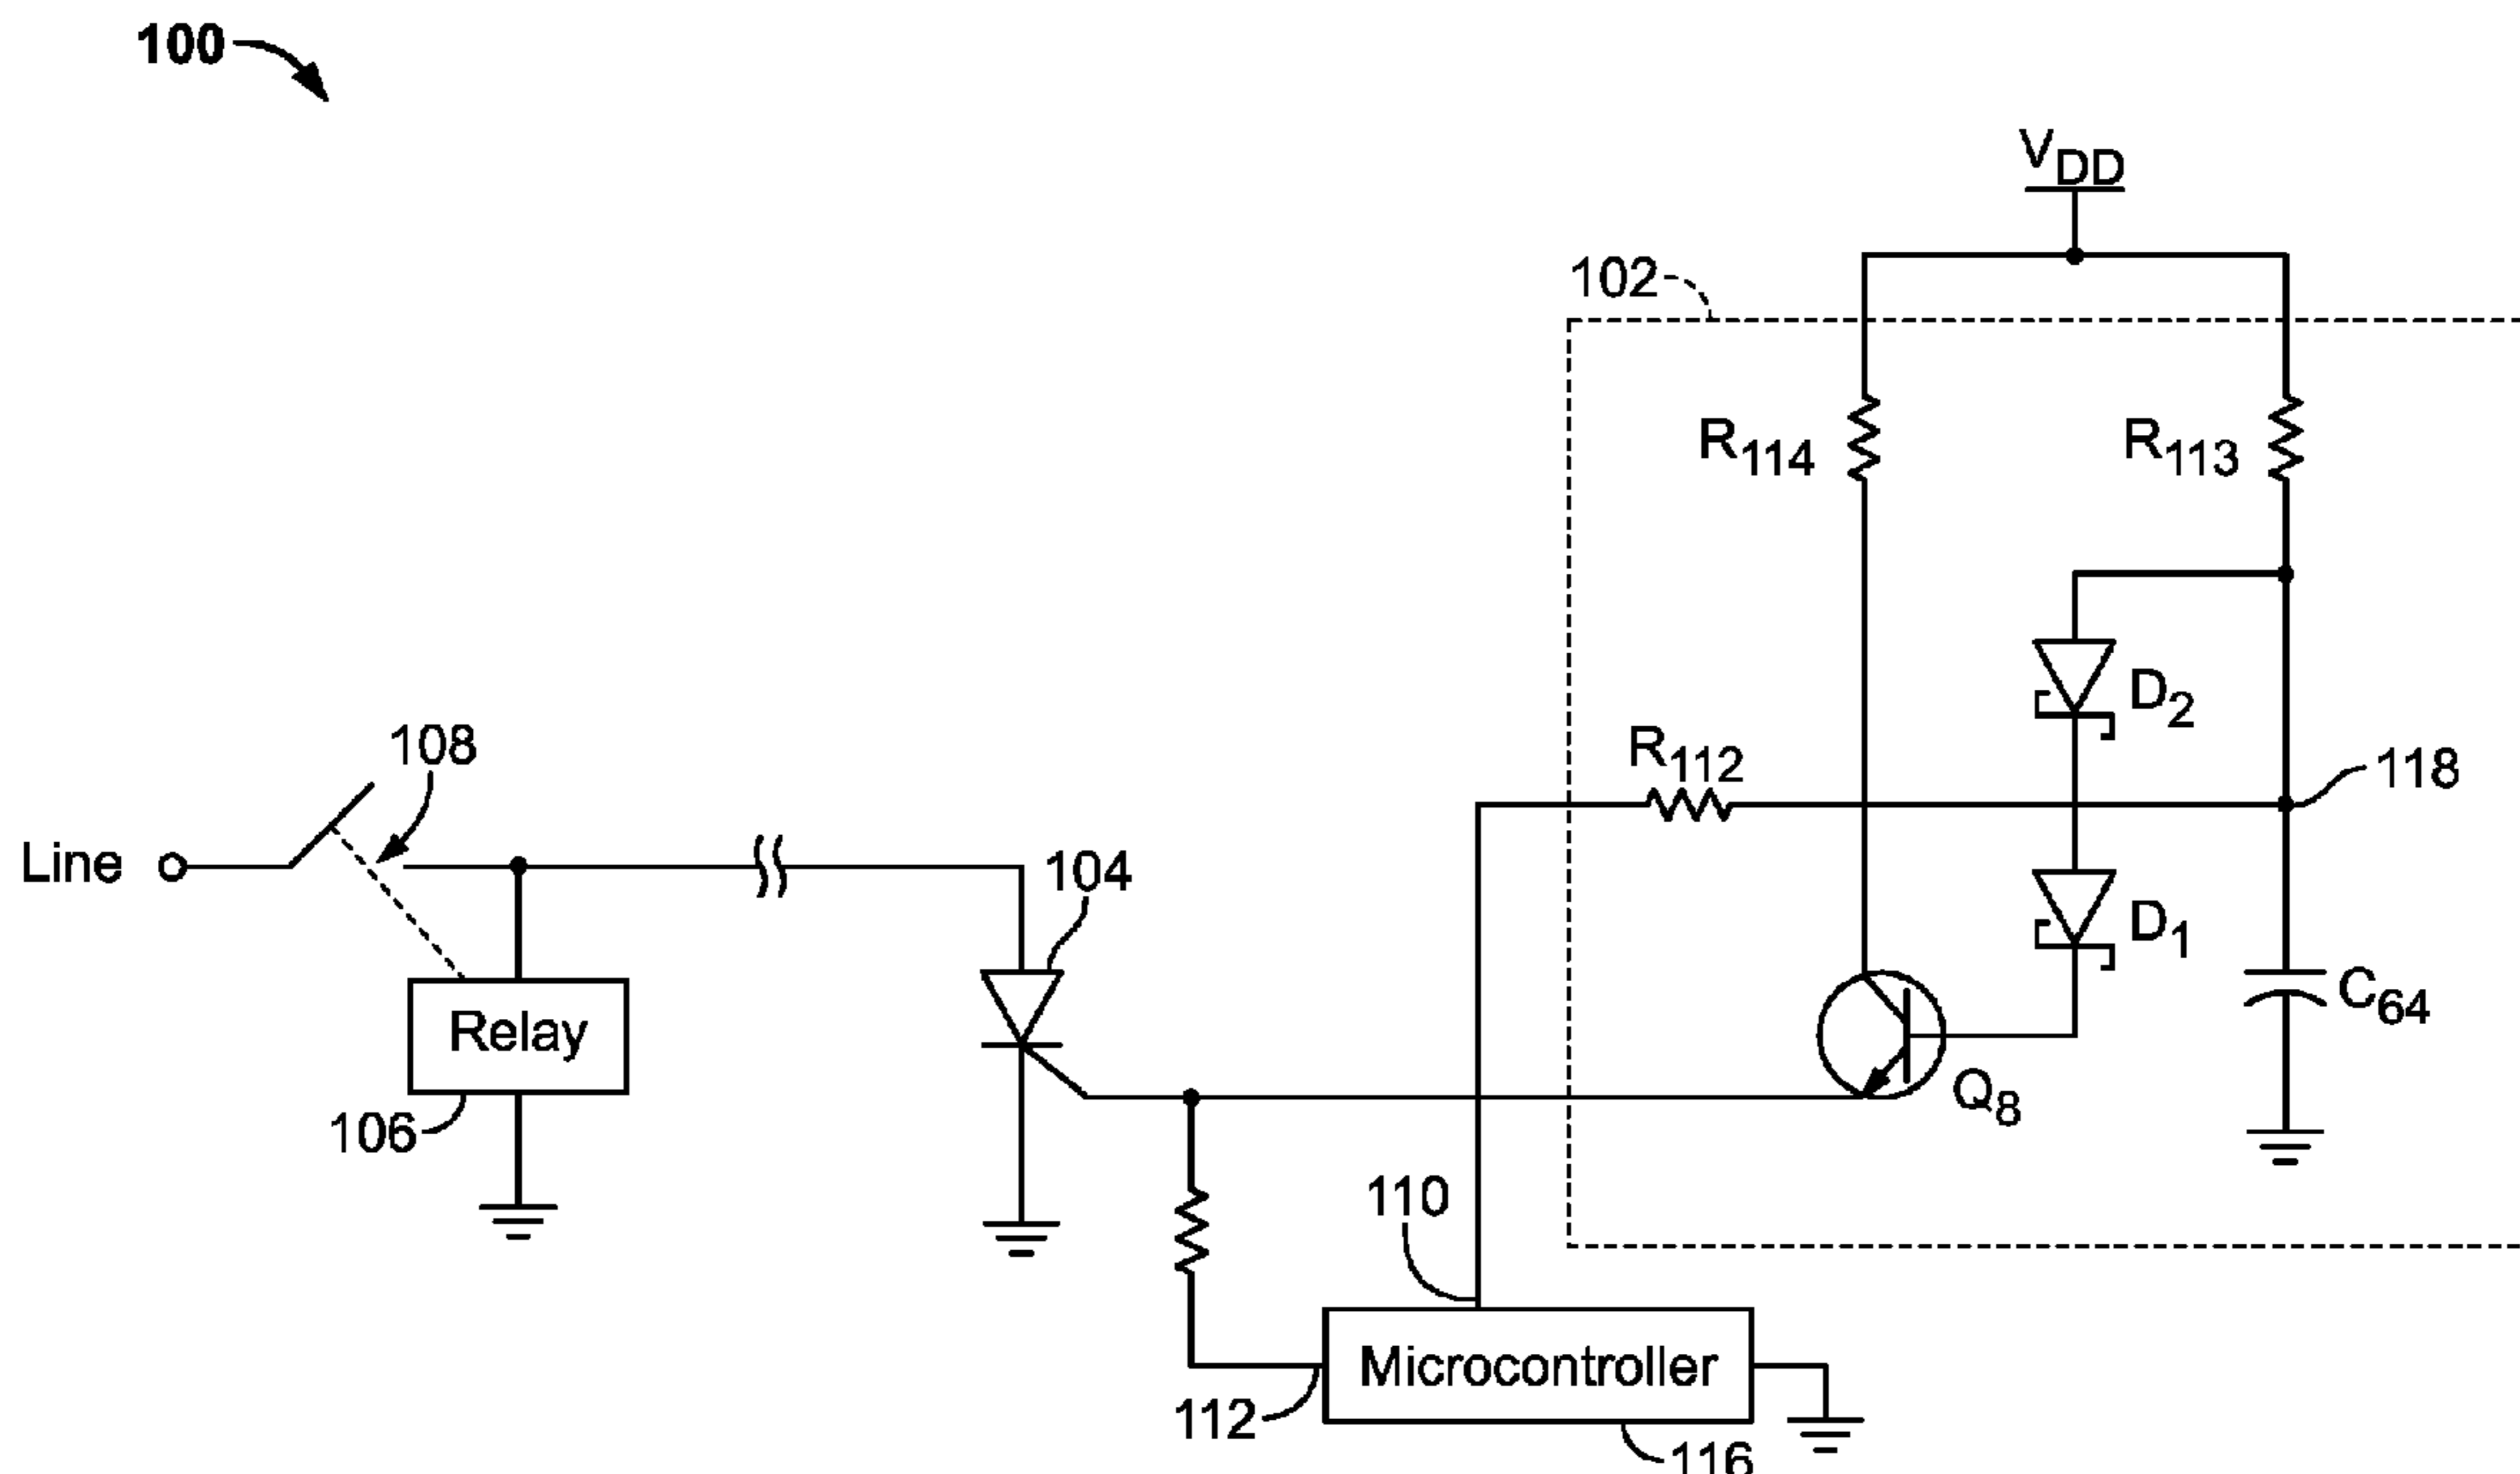 100
VDD
102
R114
R113
D2
R112
118
108
Line
104
D1
C64
Relay
Q8
106
110
Microcontroller
112
116